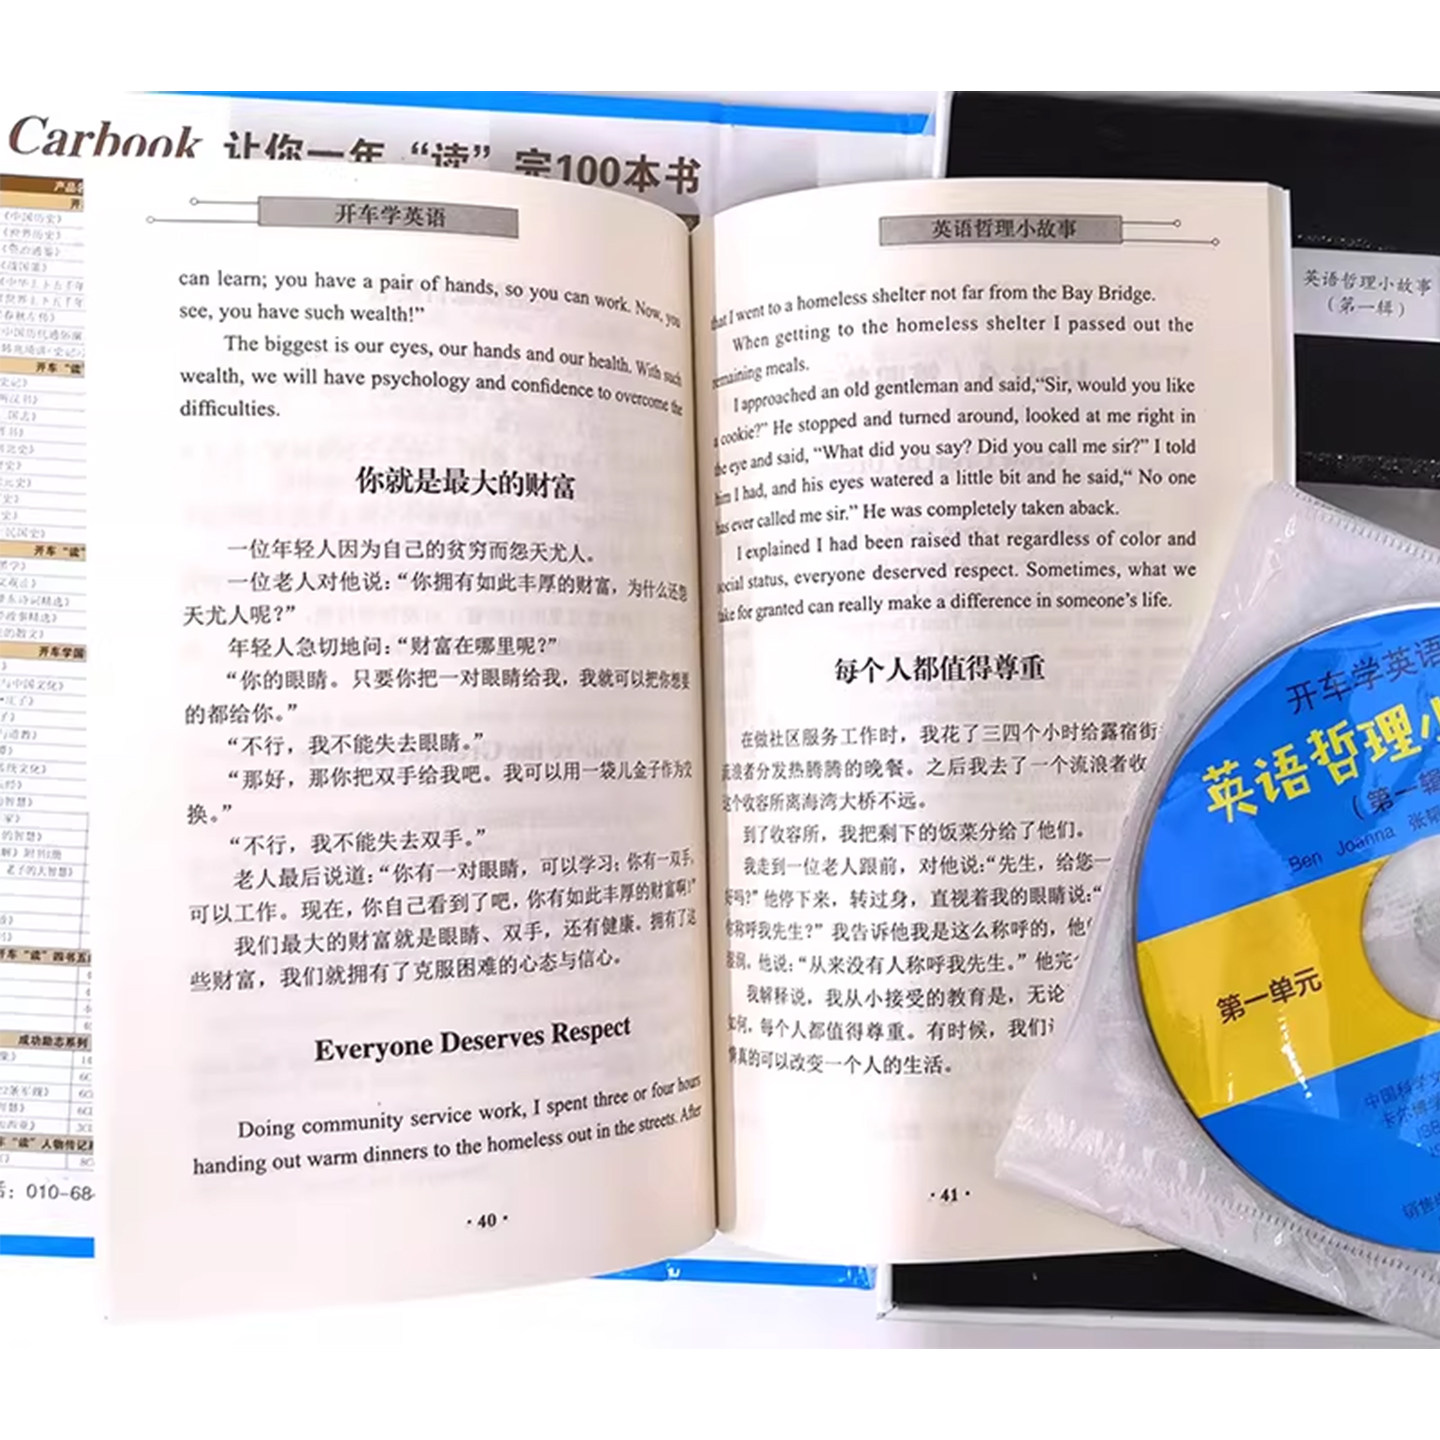 Carbook 让你一年“读”完100本书
开车学英语
can learn; you have a pair of hands, so you can work. Now, you
see, you have such wealth!”
The biggest is our eyes, our hands and our health. With such
wealth, we will have psychology and confidence to overcome the
difficulties.
你就是最大的财富
一位年轻人因为自己的贫穷而怨天尤人。
一位老人对他说：“你拥有如此丰厚的财富，为什么还怨
天尤人呢？”
年轻人急切地问：“财富在哪里呢？”
“你的眼睛。只要你把一对眼睛给我，我就可以把你想要
的都给你。”
“不行，我不能失去眼睛。”
“那好，那你把双手给我吧。我可以用一袋儿金子作为交
换。”
“不行，我不能失去双手。”
老人最后说道：“你有一对眼睛，可以学习；你有一双手，
可以工作。现在，你自己看到了吧，你有如此丰厚的财富啊！”
我们最大的财富就是眼睛、双手，还有健康。拥有了这
些财富，我们就拥有了克服困难的心态与信心。
Everyone Deserves Respect
Doing community service work, I spent three or four hours
handing out warm dinners to the homeless out in the streets. After
·40·
英语哲理小故事
that I went to a homeless shelter not far from the Bay Bridge.
When getting to the homeless shelter I passed out the
remaining meals.
I approached an old gentleman and said,“Sir, would you like
a cookie?” He stopped and turned around, looked at me right in
the eye and said, “What did you say? Did you call me sir?” I told
him I had, and his eyes watered a little bit and he said,“ No one
has ever called me sir.” He was completely taken aback.
I explained I had been raised that regardless of color and
social status, everyone deserved respect. Sometimes, what we
take for granted can really make a difference in someone’s life.
每个人都值得尊重
在做社区服务工作时，我花了三四个小时给露宿街
流浪者分发热腾腾的晚餐。之后我去了一个流浪者收
这个收容所离海湾大桥不远。
到了收容所，我把剩下的饭菜分给了他们。
我走到一位老人跟前，对他说：“先生，给您一
好吗？”他停下来，转过身，直视着我的眼睛说：“
你称呼我先生？”我告诉他我是这么称呼的，他
湿润，他说：“从来没有人称呼我先生。”他完
我解释说，我从小接受的教育是，无论
如何，每个人都值得尊重。有时候，我们
真的可以改变一个人的生活。
·41·
英语哲理小故事
（第一辑）
开车学英语
英语哲理小
（第一辑
Ben Joanna 张
第一单元
开车“读”
开车学国
开车“读”四书五
成功励志系列
车“读”人物传记
：010-68